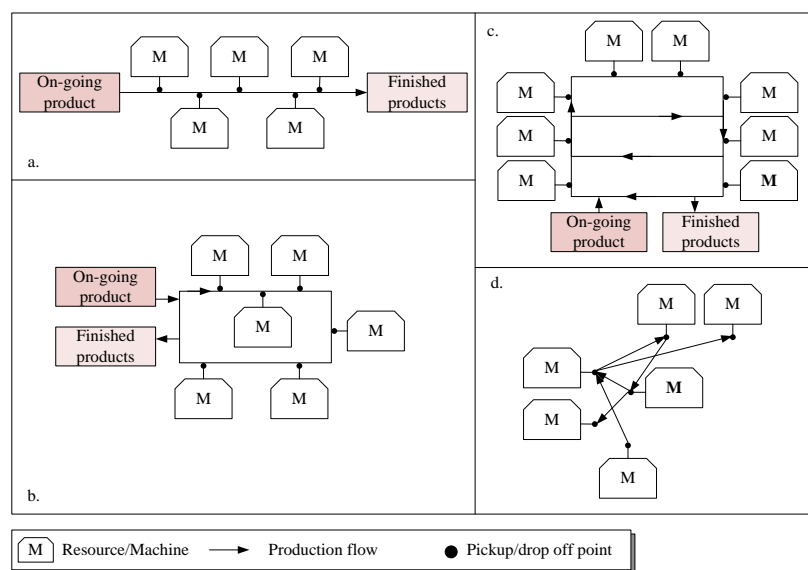 M M M
On-going product
Finished products
M M
a.
M M
On-going product
M
M
Finished products
M M
b.
c.
M M
M M
M M
M M
On-going product
Finished products
d.
M M
M
M
M
M
M Resource/Machine Production flow Pickup/drop off point